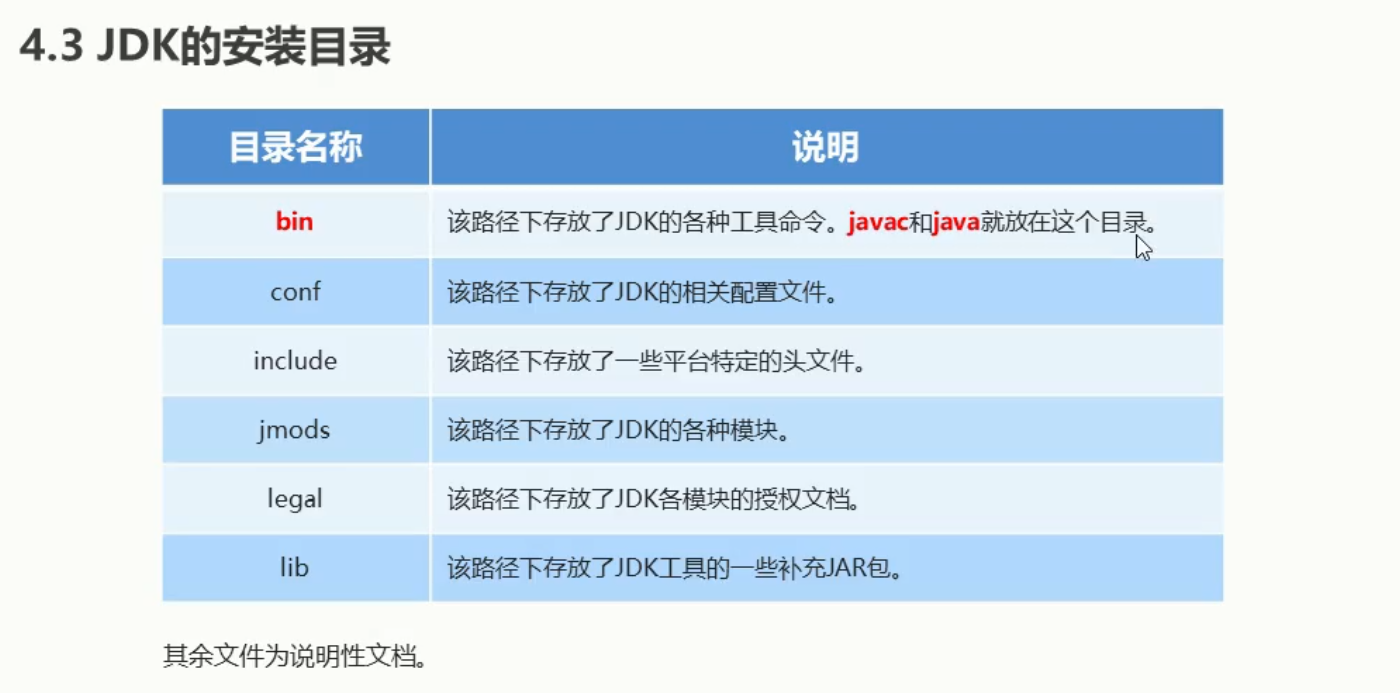 4.3 JDK的安装目录
目录名称 说明
bin 该路径下存放了JDK的各种工具命令。javac和java就放在这个目录。
conf 该路径下存放了JDK的相关配置文件。
include 该路径下存放了一些平台特定的头文件。
jmods 该路径下存放了JDK的各种模块。
legal 该路径下存放了JDK各模块的授权文档。
lib 该路径下存放了JDK工具的一些补充JAR包。
其余文件为说明性文档。